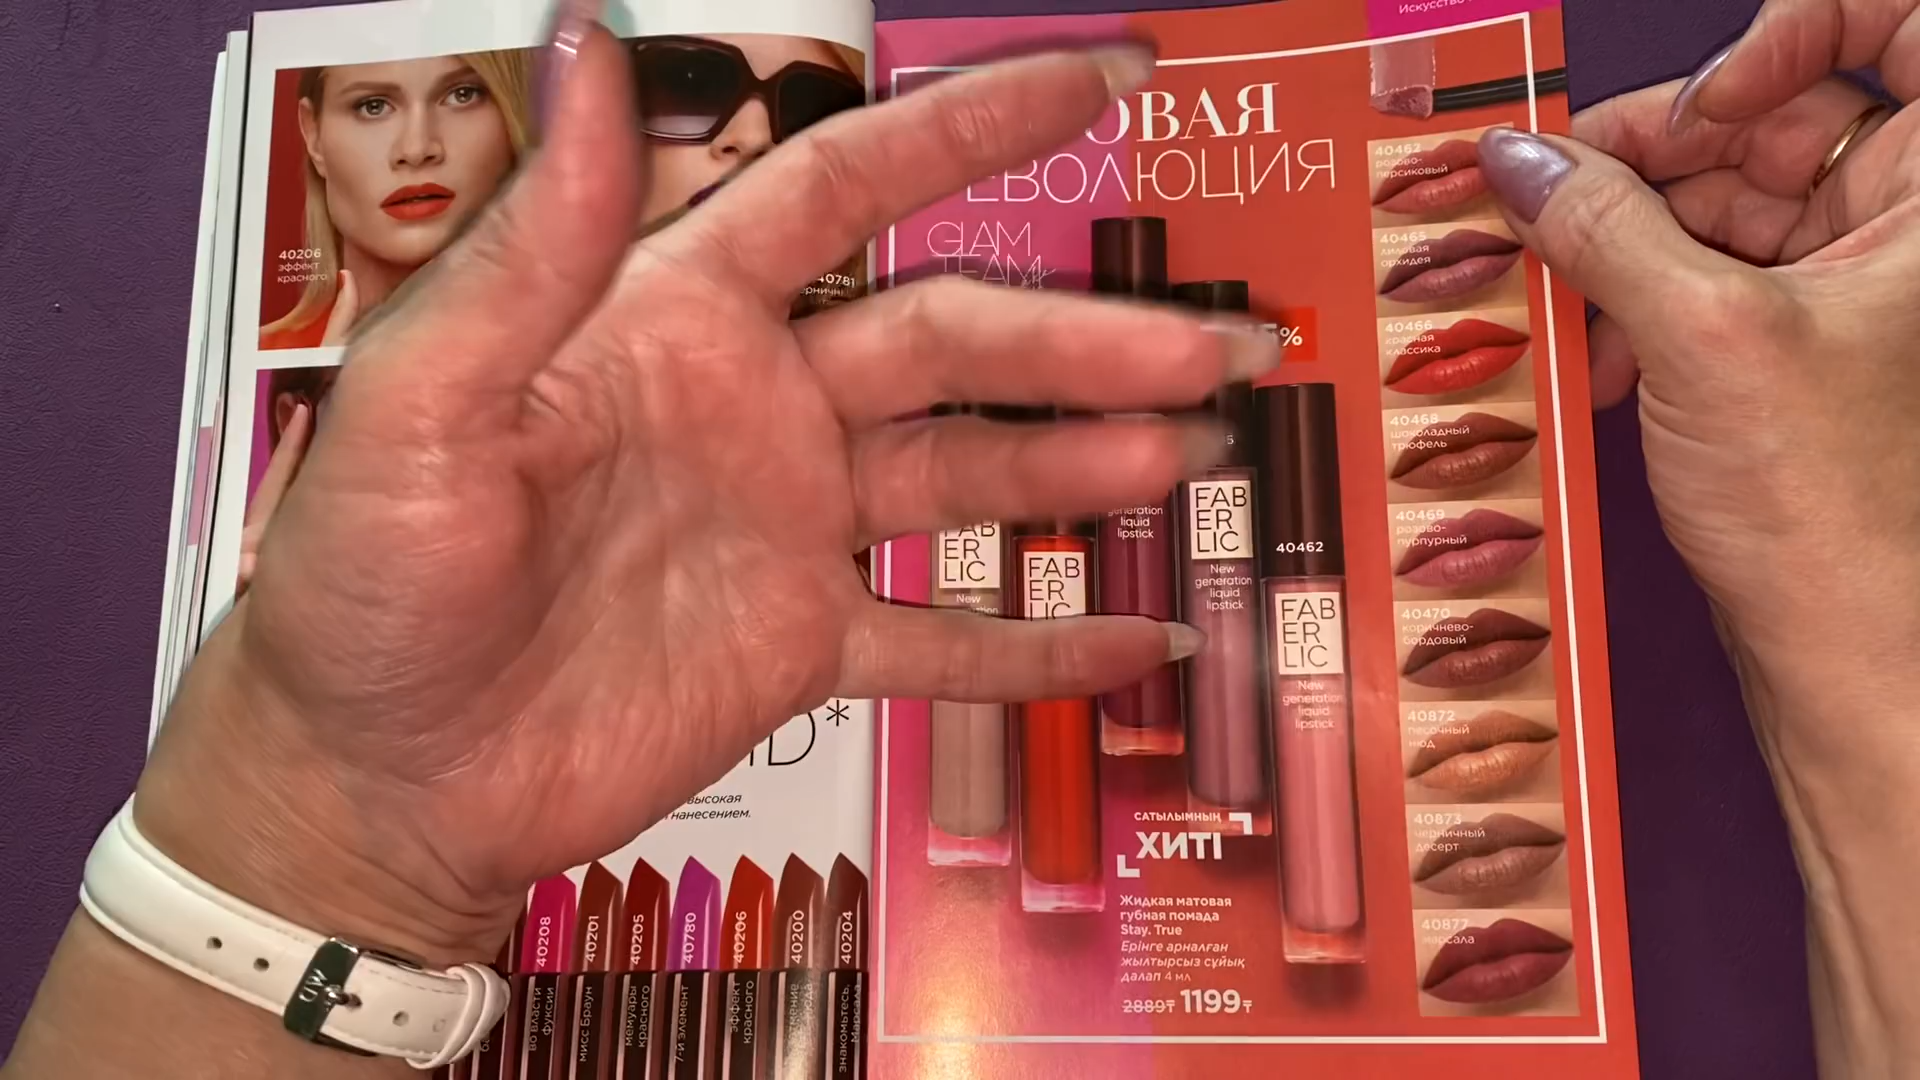 40206
эффект
красного
40781
высокая
нанесением.
40208
40201
40205
40780
40206
40200
40204
во власти
фуксии
мисс Браун
мемуары
красного
7-й элемент
эффект
красного
знакомьтесь,
Марсала
Искусство
РЕВОЛЮЦИЯ
GLAM
TEAM
%
FAB
ER
LIC
New
FAB
ER
LIC
generation
liquid
lipstick
FAB
ER
LIC
New
generation
liquid
lipstick
40462
FAB
ER
LIC
New
generation
liquid
lipstick
САТЫЛЫМНЫҢ
ХИТІ
Жидкая матовая
губная помада
Stay. True
Ерінге арналған
жылтырсыз сұйық
далап 4 мл
2889₸ 1199₸
40462
розово-
персиковый
40465
лиловая
орхидея
40466
красная
классика
40468
шоколадный
трюфель
40469
розово-
пурпурный
40470
коричнево-
бордовый
40872
песочный
нюд
40873
черничный
десерт
40877
марсала
MD